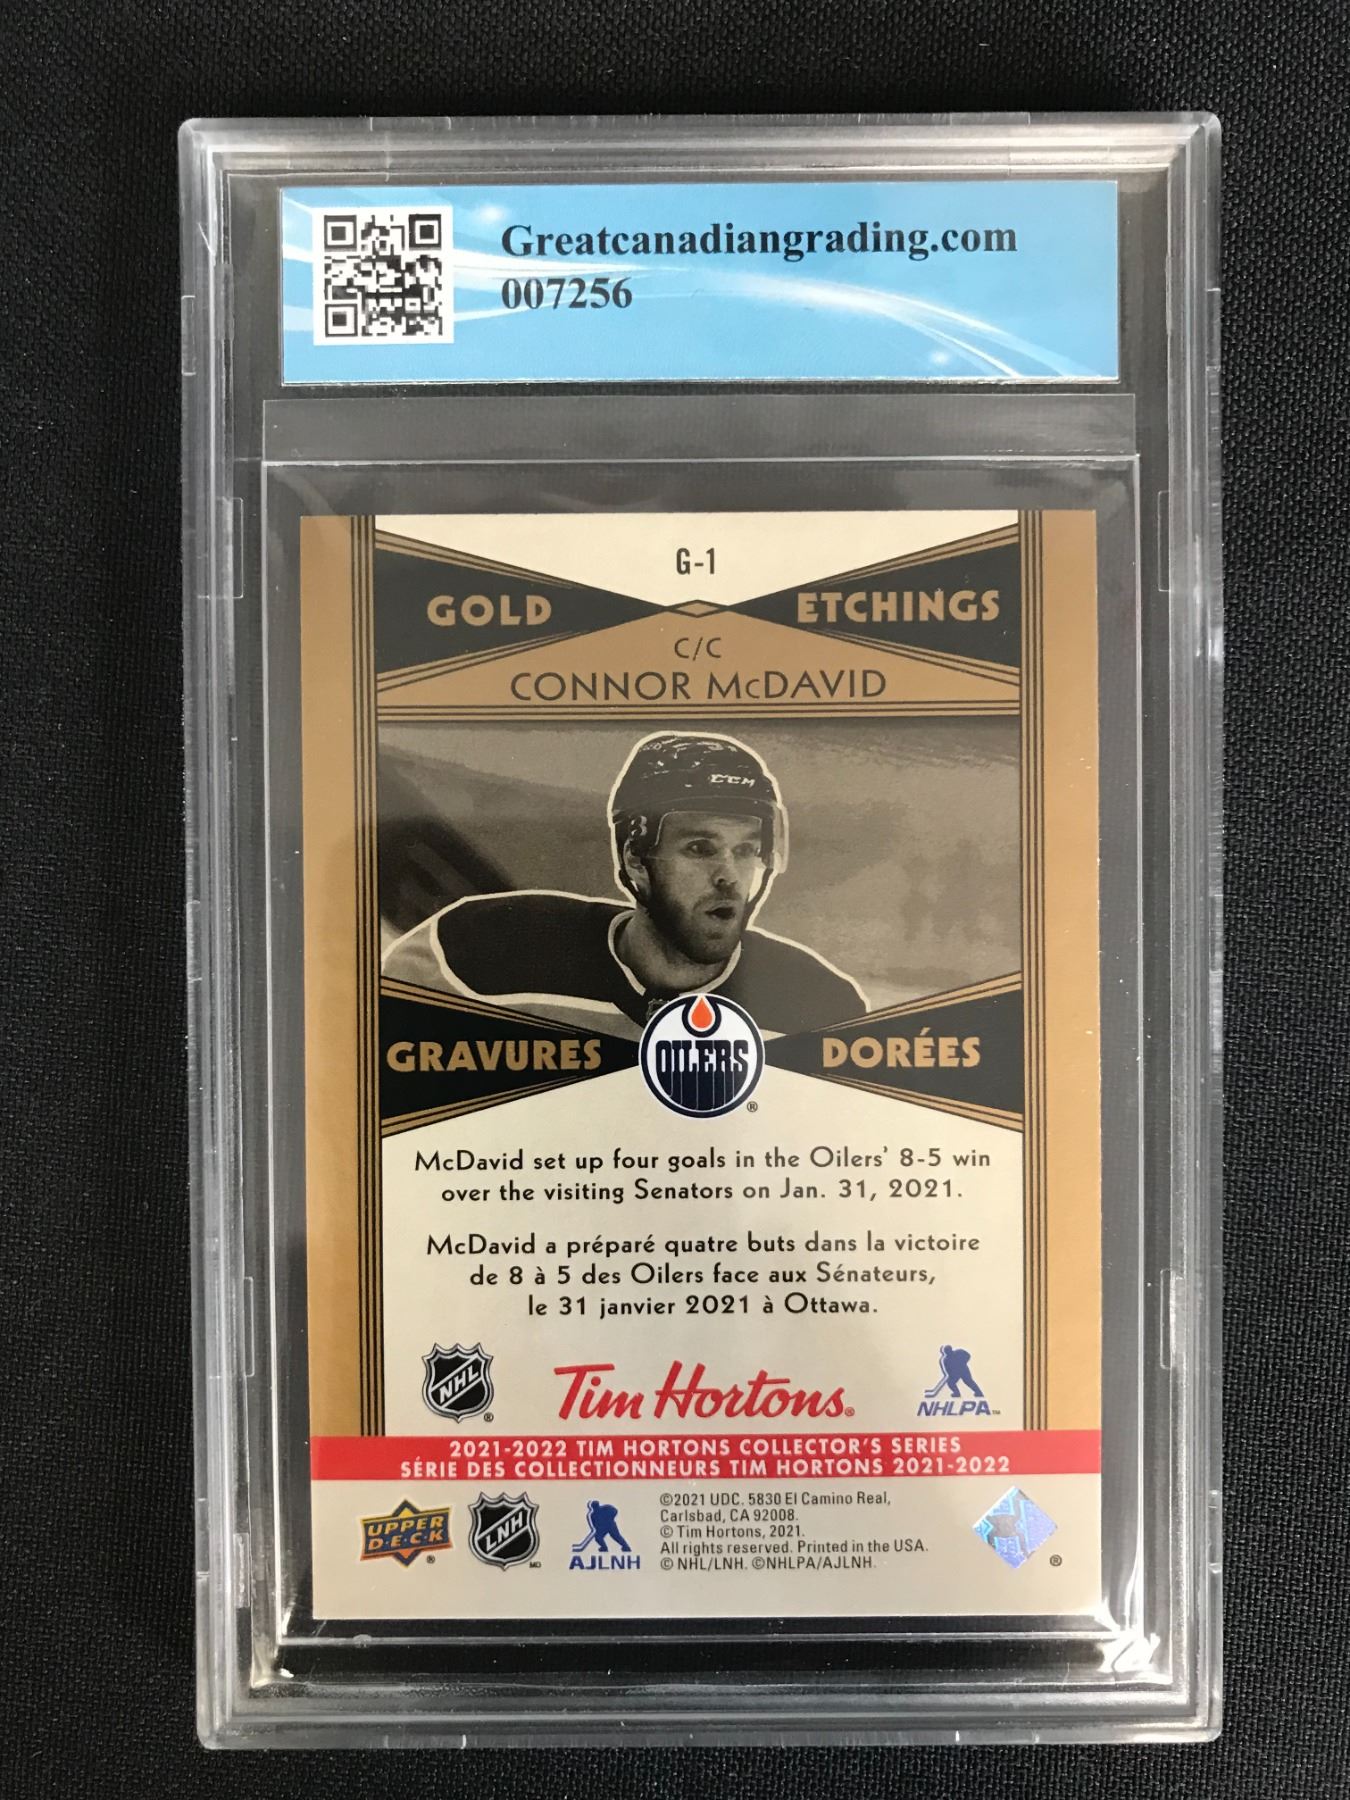 Greatcanadiangrading.com
007256
G-1
GOLD ETCHINGS
C/C
CONNOR McDAVID
CCM
GRAVURES DORÉES
OILERS
®
McDavid set up four goals in the Oilers' 8-5 win
over the visiting Senators on Jan. 31, 2021.
McDavid a préparé quatre buts dans la victoire
de 8 à 5 des Oilers face aux Sénateurs,
le 31 janvier 2021 à Ottawa.
NHL ® Tim Hortons® NHLPA™
2021-2022 TIM HORTONS COLLECTOR'S SERIES
SÉRIE DES COLLECTIONNEURS TIM HORTONS 2021-2022
UPPER
D·E·C·K ®
LNH MD
AJLNH
©2021 UDC. 5830 El Camino Real,
Carlsbad, CA 92008.
© Tim Hortons, 2021.
All rights reserved. Printed in the USA.
© NHL/LNH. ©NHLPA/AJLNH.
®